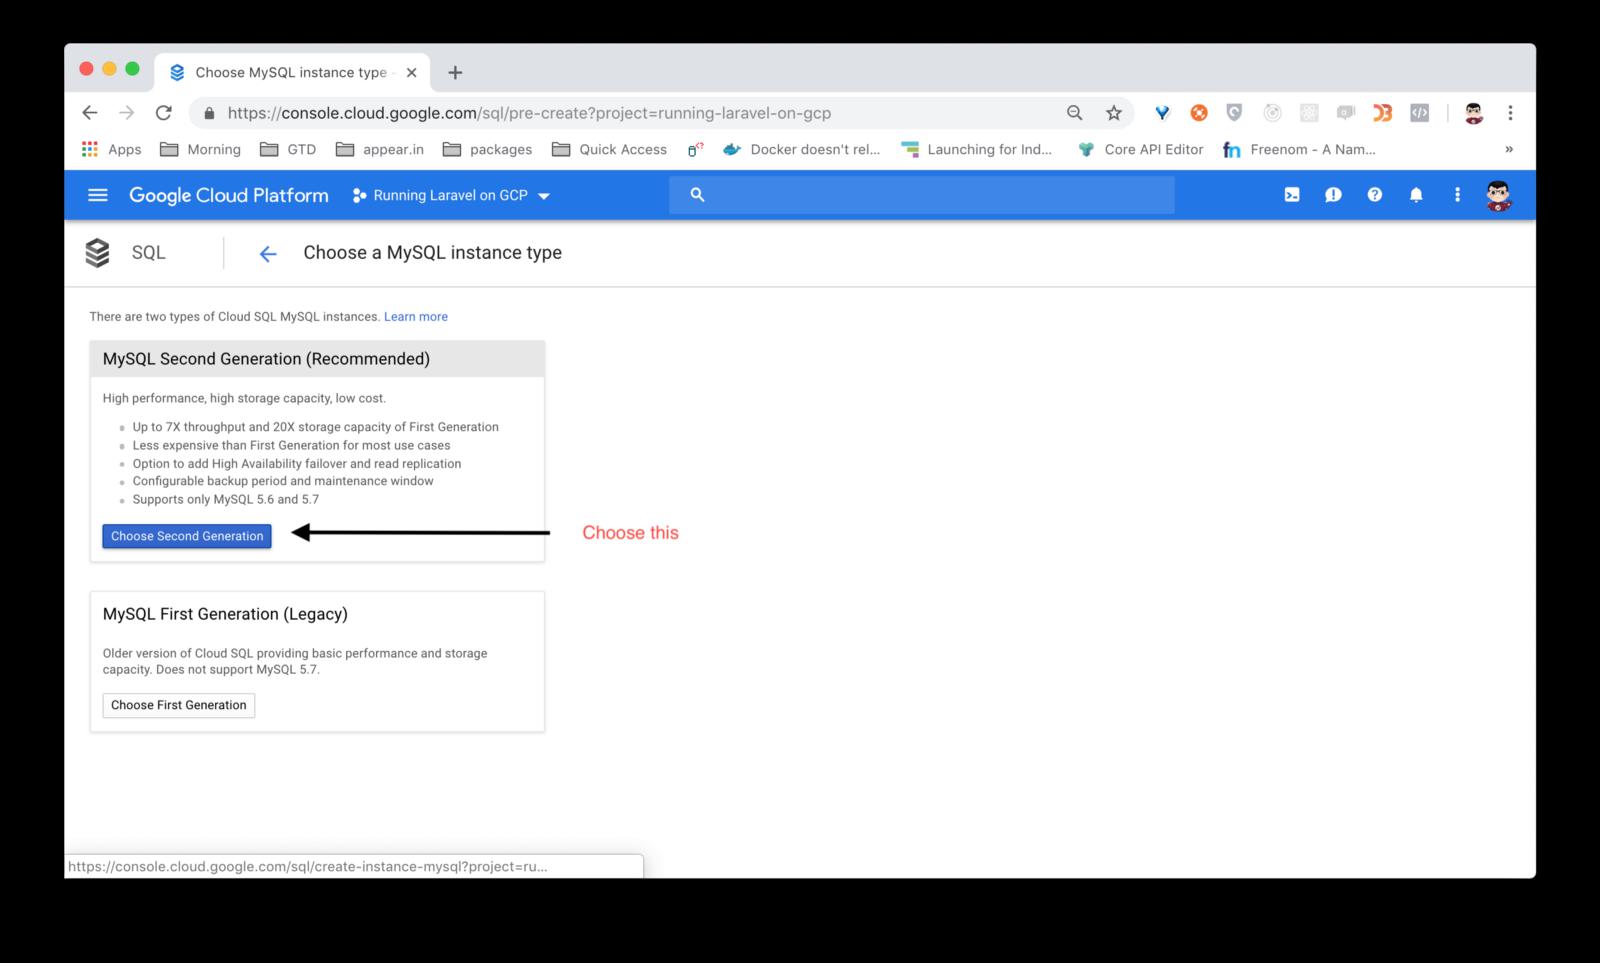 Choose MySQL instance type -
https://console.cloud.google.com/sql/pre-create?project=running-laravel-on-gcp
Apps Morning GTD appear.in packages Quick Access Docker doesn't rel... Launching for Ind... Core API Editor fn Freenom - A Nam... »
Google Cloud Platform Running Laravel on GCP
SQL Choose a MySQL instance type
There are two types of Cloud SQL MySQL instances. Learn more
MySQL Second Generation (Recommended)
High performance, high storage capacity, low cost.
Up to 7X throughput and 20X storage capacity of First Generation
Less expensive than First Generation for most use cases
Option to add High Availability failover and read replication
Configurable backup period and maintenance window
Supports only MySQL 5.6 and 5.7
Choose Second Generation Choose this
MySQL First Generation (Legacy)
Older version of Cloud SQL providing basic performance and storage
capacity. Does not support MySQL 5.7.
Choose First Generation
https://console.cloud.google.com/sql/create-instance-mysql?project=ru...